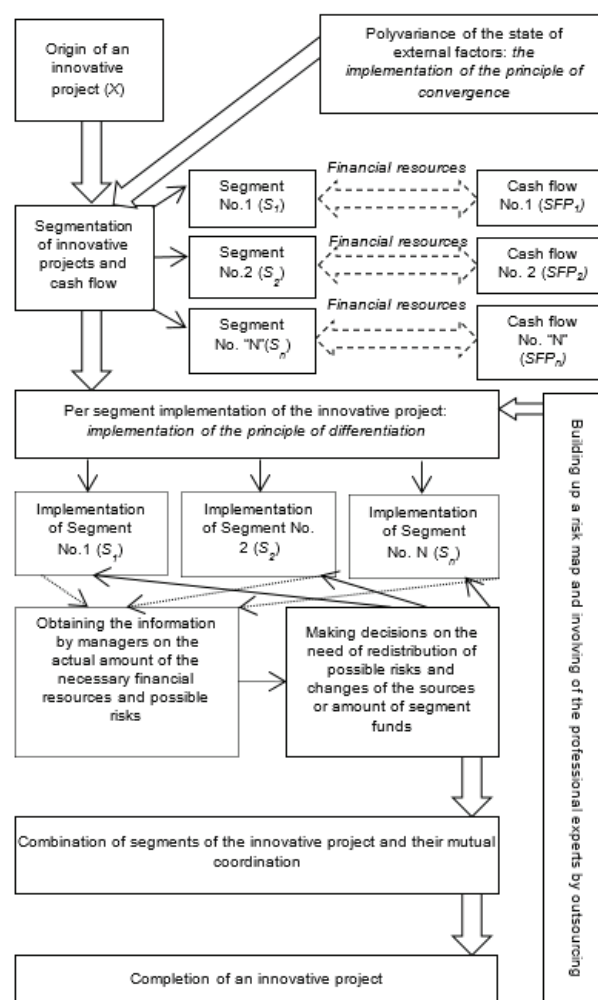 Origin of an
innovative
project (X)
Polyvariance of the state of
external factors: the
implementation of the principle of
convergence
Segmentation
of innovative
projects and
cash flow
Segment
No.1 (S1)
Financial resources
Cash flow
No.1 (SFP1)
Segment
No.2 (S2)
Financial resources
Cash flow
No. 2 (SFP2)
Segment
No. "N"(Sn)
Financial resources
Cash flow
No. "N"
(SFPn)
Per segment implementation of the innovative project:
implementation of the principle of differentiation
Implementation
of Segment
No.1 (S1)
Implementation
of Segment No.
2 (S2)
Implementation
of Segment
No. N (Sn)
Obtaining the information
by managers on the
actual amount of the
necessary financial
resources and possible
risks
Making decisions on the
need of redistribution of
possible risks and
changes of the sources
or amount of segment
funds
Combination of segments of the innovative project and their mutual
coordination
Completion of an innovative project
Building up a risk map and involving of the professional experts by outsourcing